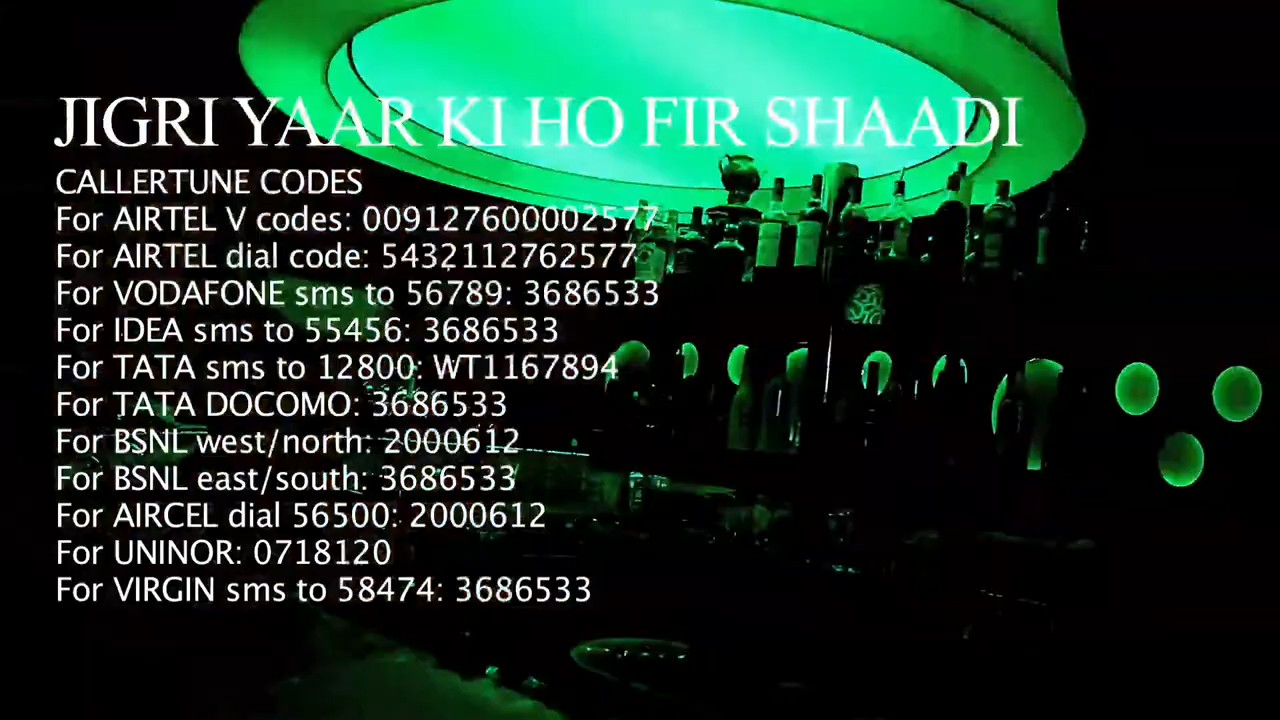 JIGRI YAAR KI HO FIR SHAADI
CALLERTUNE CODES
For AIRTEL V codes: 009127600002577
For AIRTEL dial code: 5432112762577
For VODAFONE sms to 56789: 3686533
For IDEA sms to 55456: 3686533
For TATA sms to 12800: WT1167894
For TATA DOCOMO: 3686533
For BSNL west/north: 2000612
For BSNL east/south: 3686533
For AIRCEL dial 56500: 2000612
For UNINOR: 0718120
For VIRGIN sms to 58474: 3686533